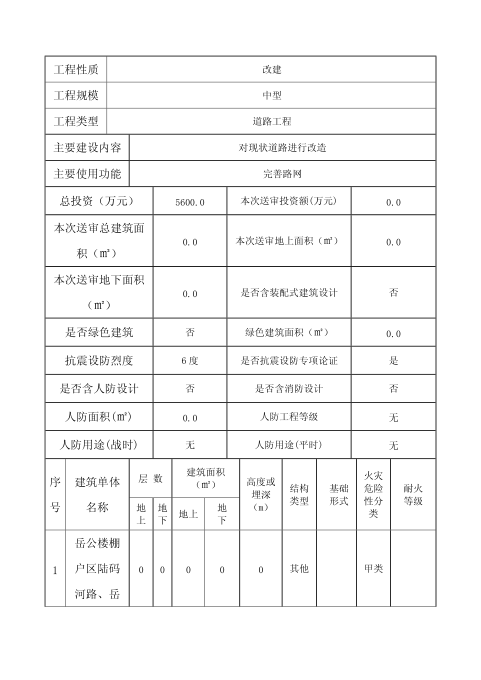 工程性质 改建
工程规模 中型
工程类型 道路工程
主要建设内容 对现状道路进行改造
主要使用功能 完善路网
总投资（万元） 5600.0 本次送审投资额(万元) 0.0
本次送审总建筑面
积（㎡） 0.0 本次送审地上面积（㎡） 0.0
本次送审地下面积
（㎡） 0.0 是否含装配式建筑设计 否
是否绿色建筑 否 绿色建筑面积（㎡） 0.0
抗震设防烈度 6度 是否抗震设防专项论证 是
是否含人防设计 否 是否含消防设计 否
人防面积(㎡) 0.0 人防工程等级 无
人防用途(战时) 无 人防用途(平时) 无
序
号
建筑单体
名称
层 数
地
上
地
下
建筑面积
（㎡）
地上
地
下
高度或
埋深
（m）
结构
类型
基础
形式
火灾
危险
性分
类
耐火
等级
1
岳公楼棚
户区陆码
河路、岳
0 0 0 0 0 其他 甲类